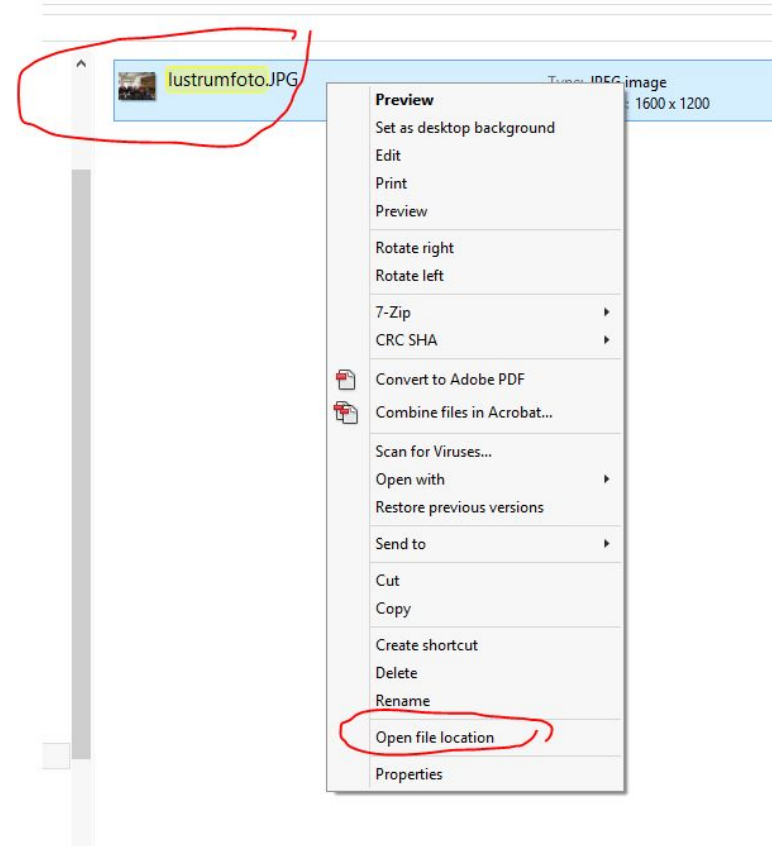 lustrumfoto.JPG
JPEG image
: 1600 x 1200
Preview
Set as desktop background
Edit
Print
Preview
Rotate right
Rotate left
7-Zip
CRC SHA
Convert to Adobe PDF
Combine files in Acrobat...
Scan for Viruses...
Open with
Restore previous versions
Send to
Cut
Copy
Create shortcut
Delete
Rename
Open file location
Properties